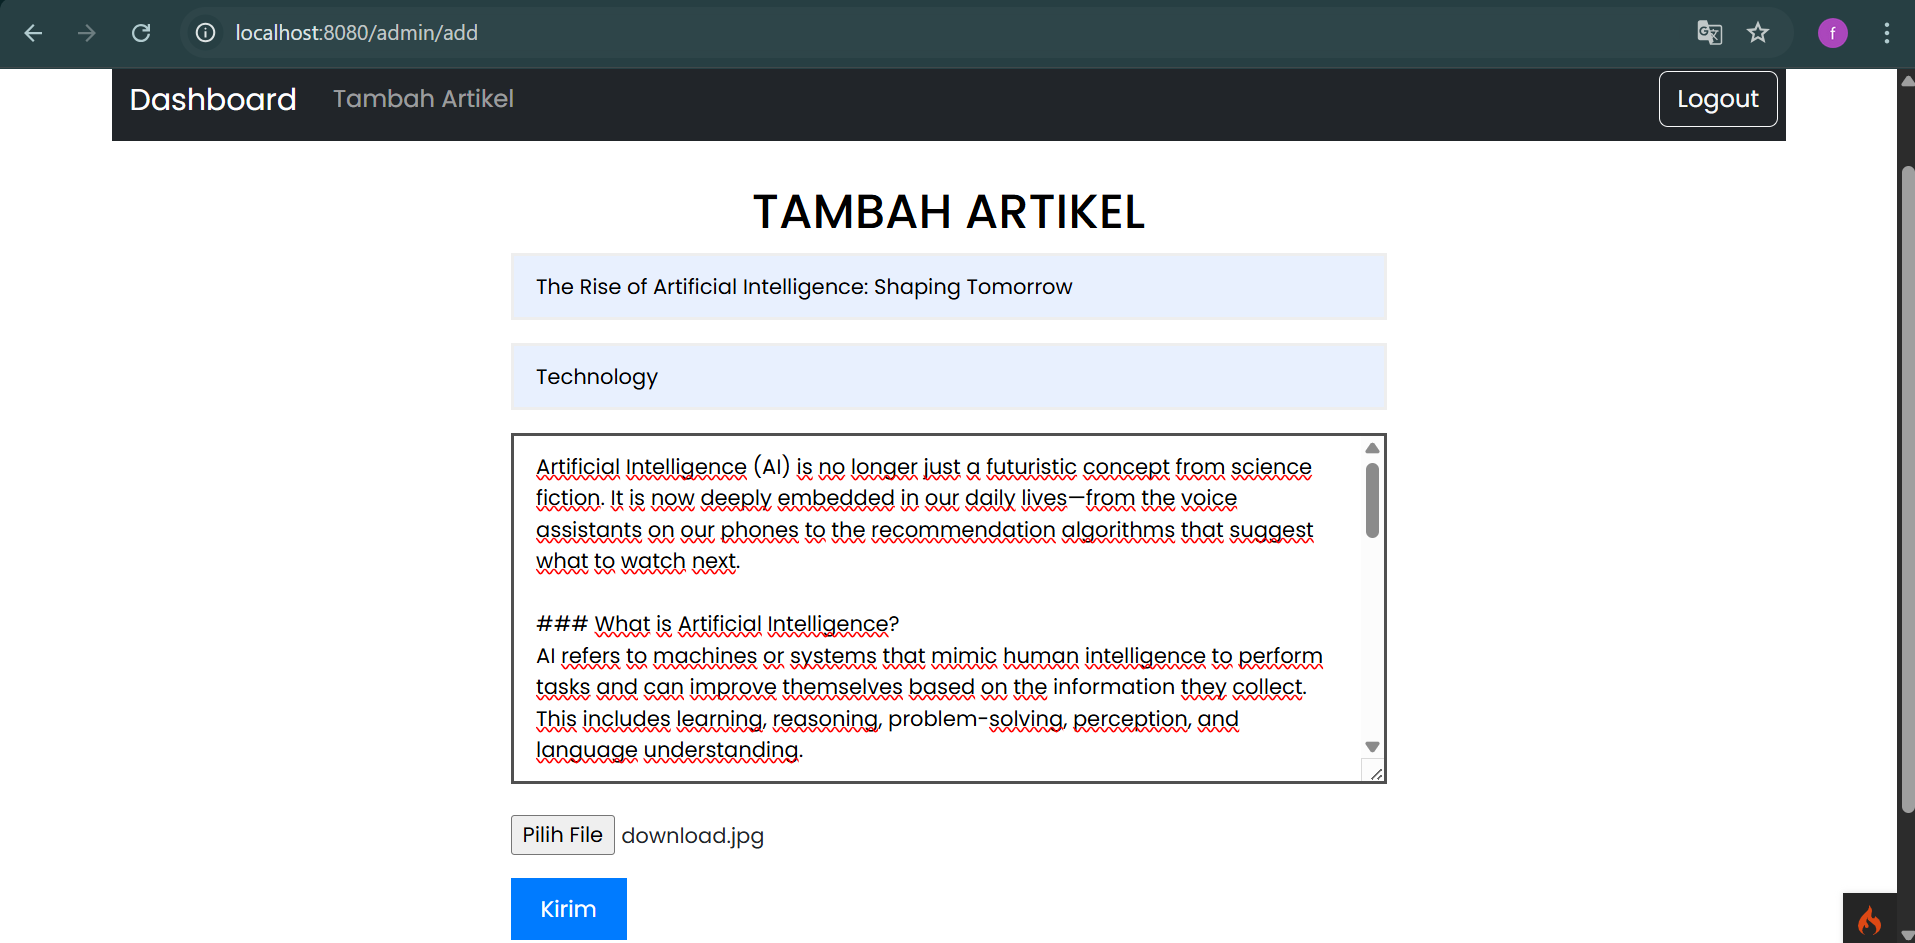 localhost:8080/admin/add
f
Dashboard Tambah Artikel Logout
TAMBAH ARTIKEL
The Rise of Artificial Intelligence: Shaping Tomorrow
Technology
Artificial Intelligence (AI) is no longer just a futuristic concept from science
fiction. It is now deeply embedded in our daily lives—from the voice
assistants on our phones to the recommendation algorithms that suggest
what to watch next.
### What is Artificial Intelligence?
AI refers to machines or systems that mimic human intelligence to perform
tasks and can improve themselves based on the information they collect.
This includes learning, reasoning, problem-solving, perception, and
language understanding.
Pilih File download.jpg
Kirim